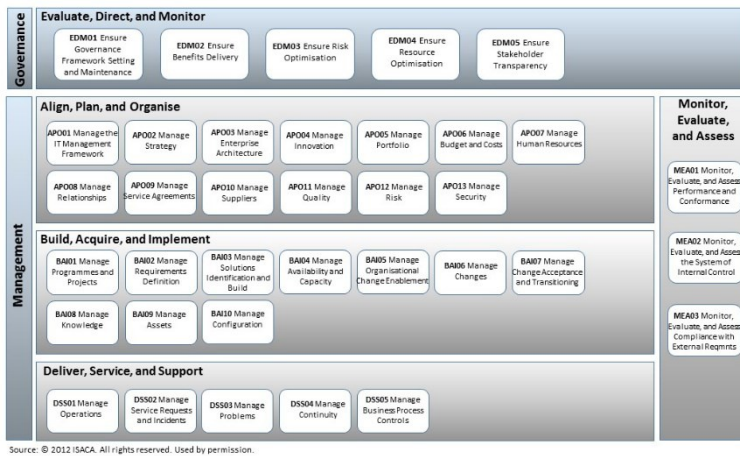 Governance
Evaluate, Direct, and Monitor
EDM01 Ensure
Governance
Framework Setting
and Maintenance
EDM02 Ensure
Benefits Delivery
EDM03 Ensure Risk
Optimisation
EDM04 Ensure
Resource
Optimisation
EDM05 Ensure
Stakeholder
Transparency
Management
Align, Plan, and Organise
APO01 Manage the
IT Management
Framework
APO02 Manage
Strategy
APO03 Manage
Enterprise
Architecture
APO04 Manage
Innovation
APO05 Manage
Portfolio
APO06 Manage
Budget and Costs
APO07 Manage
Human Resources
APO08 Manage
Relationships
APO09 Manage
Service Agreements
APO10 Manage
Suppliers
APO11 Manage
Quality
APO12 Manage
Risk
APO13 Manage
Security
Build, Acquire, and Implement
BAI01 Manage
Programmes and
Projects
BAI02 Manage
Requirements
Definition
BAI03 Manage
Solutions
Identification and
Build
BAI04 Manage
Availability and
Capacity
BAI05 Manage
Organisational
Change Enablement
BAI06 Manage
Changes
BAI07 Manage
Change Acceptance
and Transitioning
BAI08 Manage
Knowledge
BAI09 Manage
Assets
BAI10 Manage
Configuration
Deliver, Service, and Support
DSS01 Manage
Operations
DSS02 Manage
Service Requests
and Incidents
DSS03 Manage
Problems
DSS04 Manage
Continuity
DSS05 Manage
Business Process
Controls
Monitor,
Evaluate,
and Assess
MEA01 Monitor,
Evaluate, and Assess
Performance and
Conformance
MEA02 Monitor,
Evaluate, and Assess
the System of
Internal Control
MEA03 Monitor,
Evaluate, and Assess
Compliance with
External Reqmnts
Source: © 2012 ISACA. All rights reserved. Used by permission.